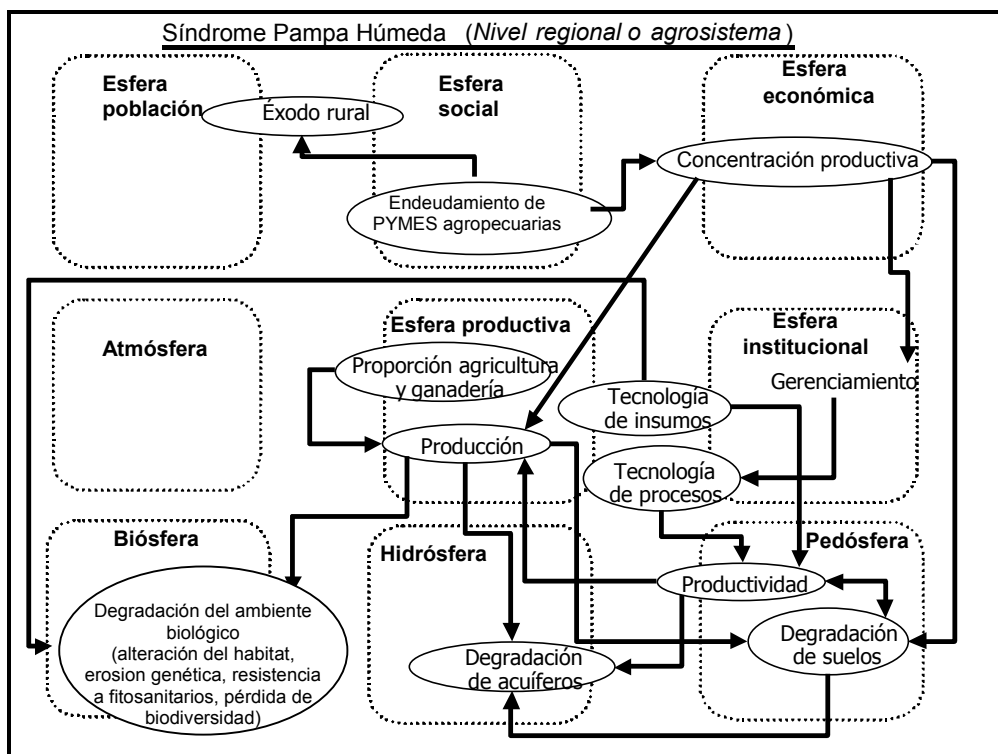 Síndrome Pampa Húmeda (Nivel regional o agrosistema)
Esfera
población
Éxodo rural
Esfera
social
Endeudamiento de
PYMES agropecuarias
Esfera
económica
Concentración productiva
Atmósfera
Esfera productiva
Proporción agricultura
y ganadería
Producción
Esfera
institucional
Gerenciamiento
Tecnología
de insumos
Tecnología
de procesos
Biósfera
Degradación del ambiente
biológico
(alteración del habitat,
erosion genética, resistencia
a fitosanitarios, pérdida de
biodiversidad)
Hidrósfera
Degradación
de acuíferos
Pedósfera
Productividad
Degradación
de suelos